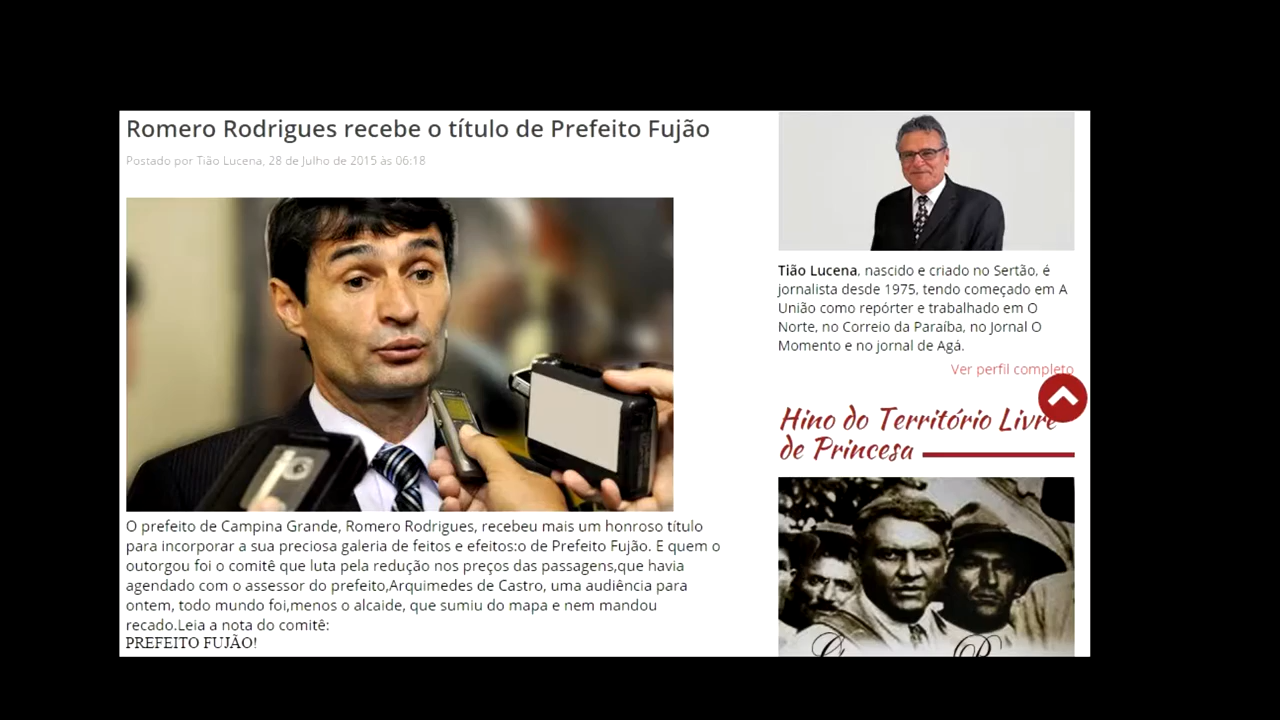 Romero Rodrigues recebe o título de Prefeito Fujão
Postado por Tião Lucena, 28 de Julho de 2015 às 06:18
O prefeito de Campina Grande, Romero Rodrigues, recebeu mais um honroso título
para incorporar a sua preciosa galeria de feitos e efeitos:o de Prefeito Fujão. E quem o
outorgou foi o comitê que luta pela redução nos preços das passagens,que havia
agendado com o assessor do prefeito,Arquimedes de Castro, uma audiência para
ontem, todo mundo foi,menos o alcaide, que sumiu do mapa e nem mandou
recado.Leia a nota do comitê:
PREFEITO FUJÃO!
Tião Lucena, nascido e criado no Sertão, é
jornalista desde 1975, tendo começado em A
União como repórter e trabalhado em O
Norte, no Correio da Paraíba, no Jornal O
Momento e no jornal de Agá.
Ver perfil completo
Hino do Território Livre
de Princesa